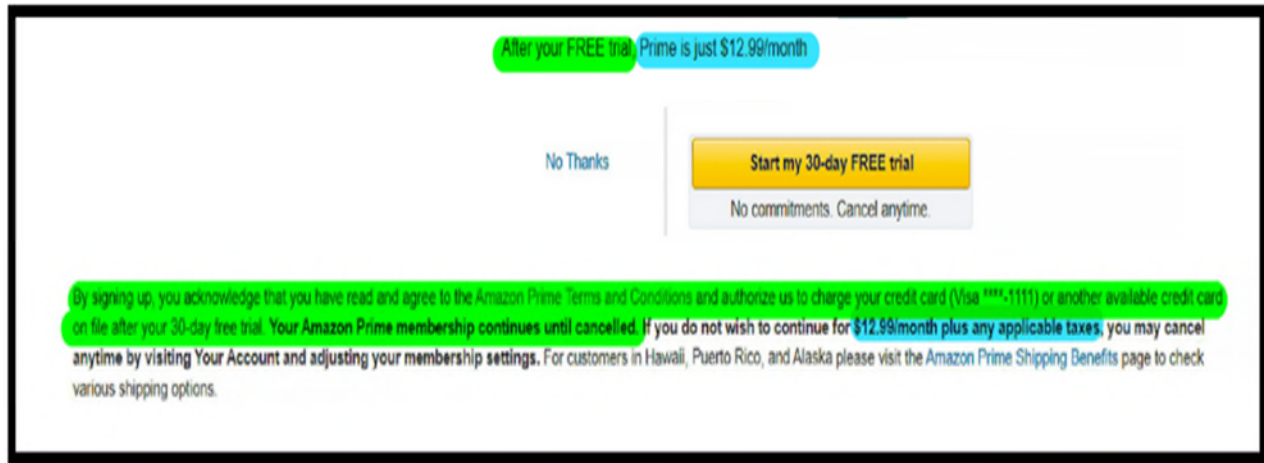 After your FREE trial, Prime is just $12.99/month
No Thanks
Start my 30-day FREE trial
No commitments. Cancel anytime.
By signing up, you acknowledge that you have read and agree to the Amazon Prime Terms and Conditions and authorize us to charge your credit card (Visa ****-1111) or another available credit card
on file after your 30-day free trial. Your Amazon Prime membership continues until cancelled. If you do not wish to continue for $12.99/month plus any applicable taxes, you may cancel
anytime by visiting Your Account and adjusting your membership settings. For customers in Hawaii, Puerto Rico, and Alaska please visit the Amazon Prime Shipping Benefits page to check
various shipping options.